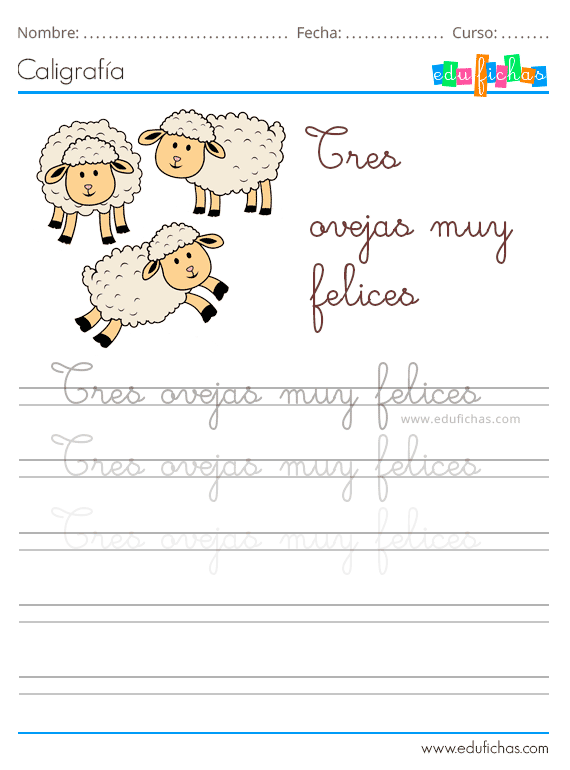 Nombre: ................................ Fecha: ................ Curso: ........
Caligrafía
edufichas
Tres
ovejas muy
felices
Tres ovejas muy felices
www.edufichas.com
Tres ovejas muy felices
Tres ovejas muy felices
www.edufichas.com